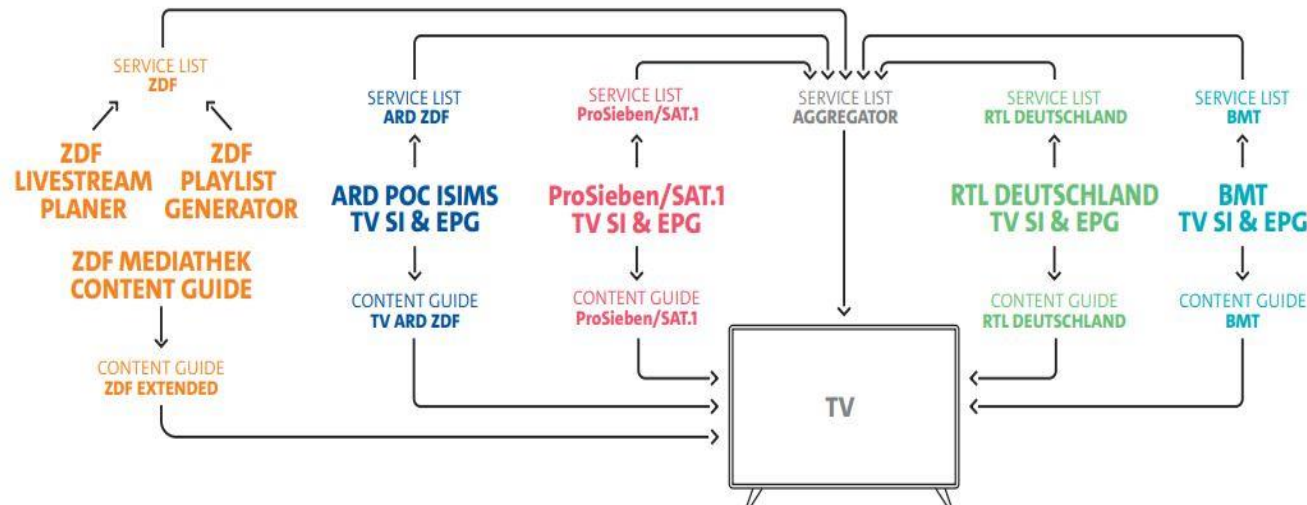 SERVICE LIST
ZDF
ZDF
LIVESTREAM
PLANER
ZDF
PLAYLIST
GENERATOR
ZDF MEDIATHEK
CONTENT GUIDE
CONTENT GUIDE
ZDF EXTENDED
SERVICE LIST
ARD ZDF
ARD POC ISIMS
TV SI & EPG
CONTENT GUIDE
TV ARD ZDF
SERVICE LIST
ProSieben/SAT.1
ProSieben/SAT.1
TV SI & EPG
CONTENT GUIDE
ProSieben/SAT.1
SERVICE LIST
AGGREGATOR
TV
SERVICE LIST
RTL DEUTSCHLAND
RTL DEUTSCHLAND
TV SI & EPG
CONTENT GUIDE
RTL DEUTSCHLAND
SERVICE LIST
BMT
BMT
TV SI & EPG
CONTENT GUIDE
BMT